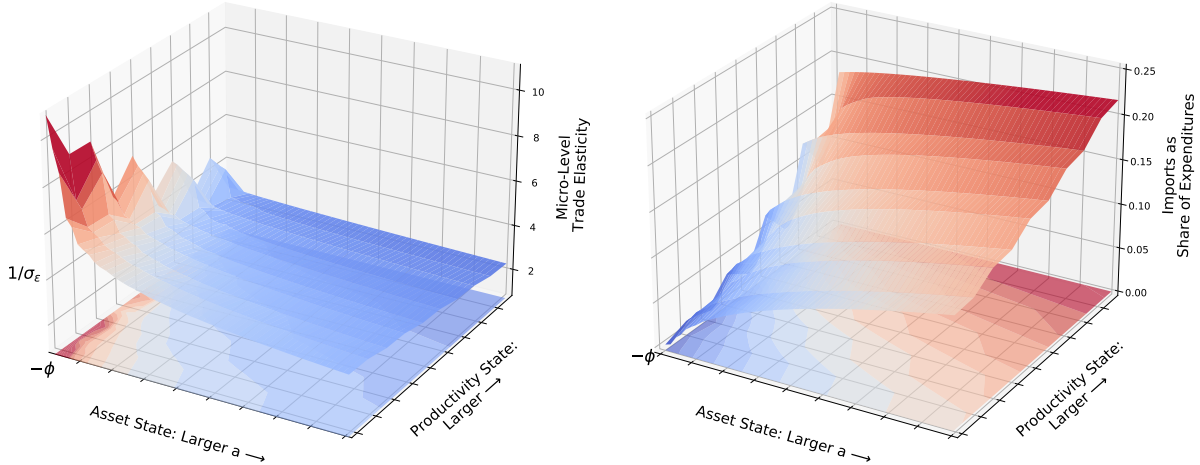 10
8
6
4
2
Micro-Level
Trade Elasticity
1/σε
−ϕ
Asset State: Larger a ⟶
Productivity State:
Larger ⟶
0.25
0.20
0.15
0.10
0.05
0.00
Imports as
Share of Expenditures
−ϕ
Asset State: Larger a ⟶
Productivity State:
Larger ⟶